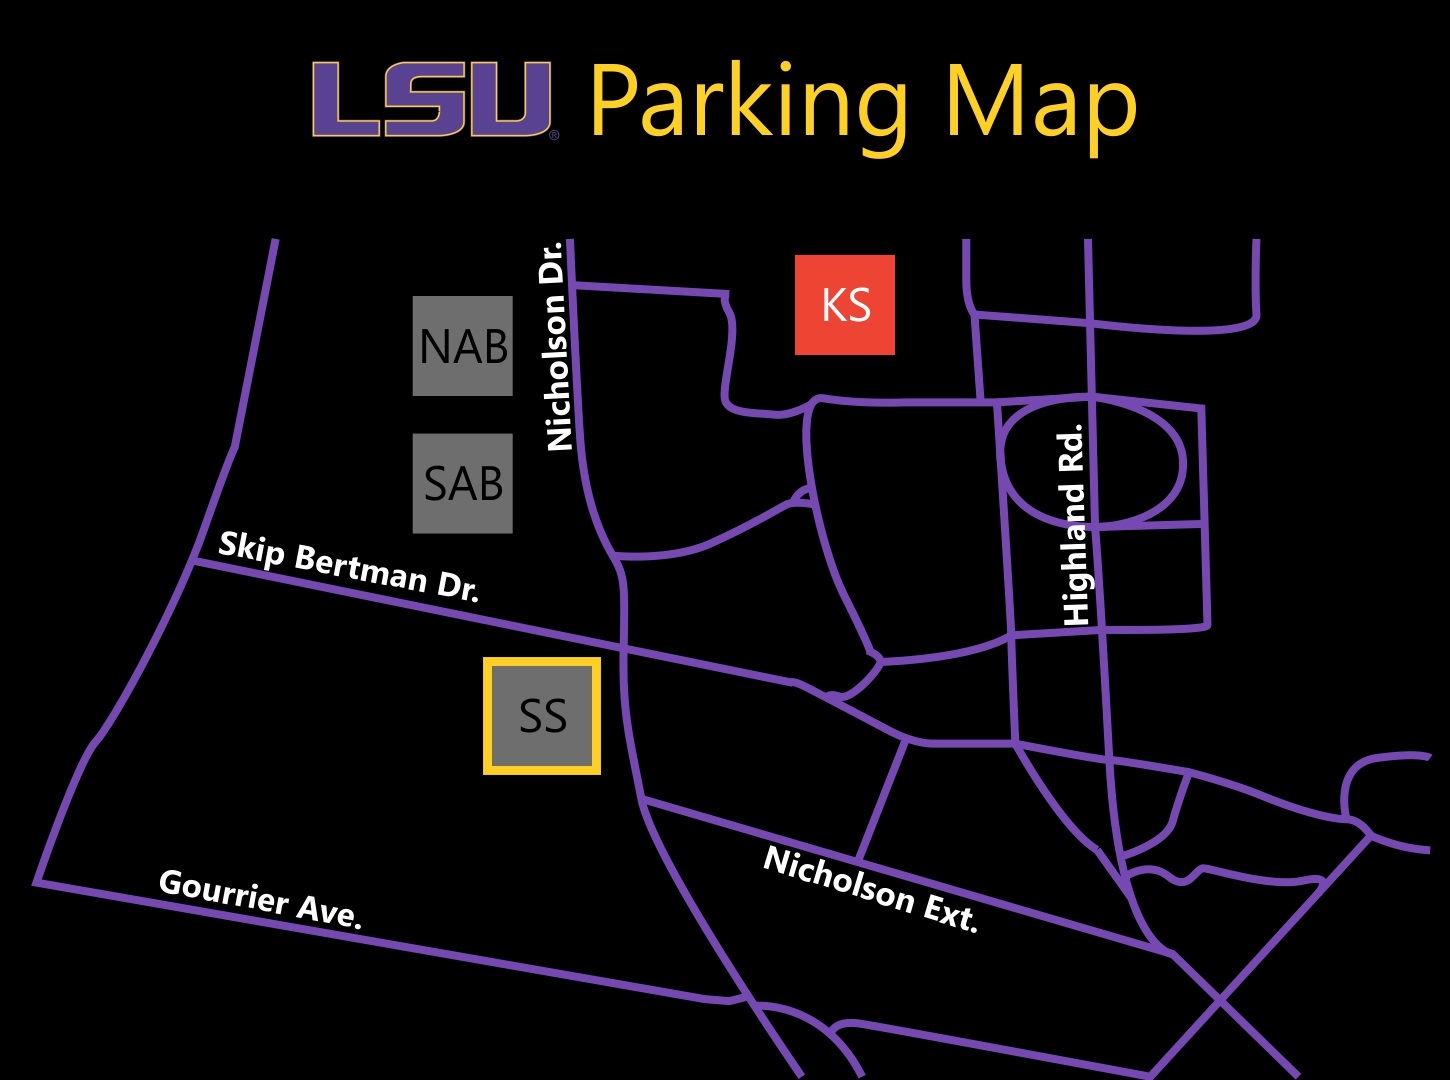 LSU® Parking Map
Nicholson Dr.
KS
NAB
SAB
Highland Rd.
Skip Bertman Dr.
SS
Nicholson Ext.
Gourrier Ave.